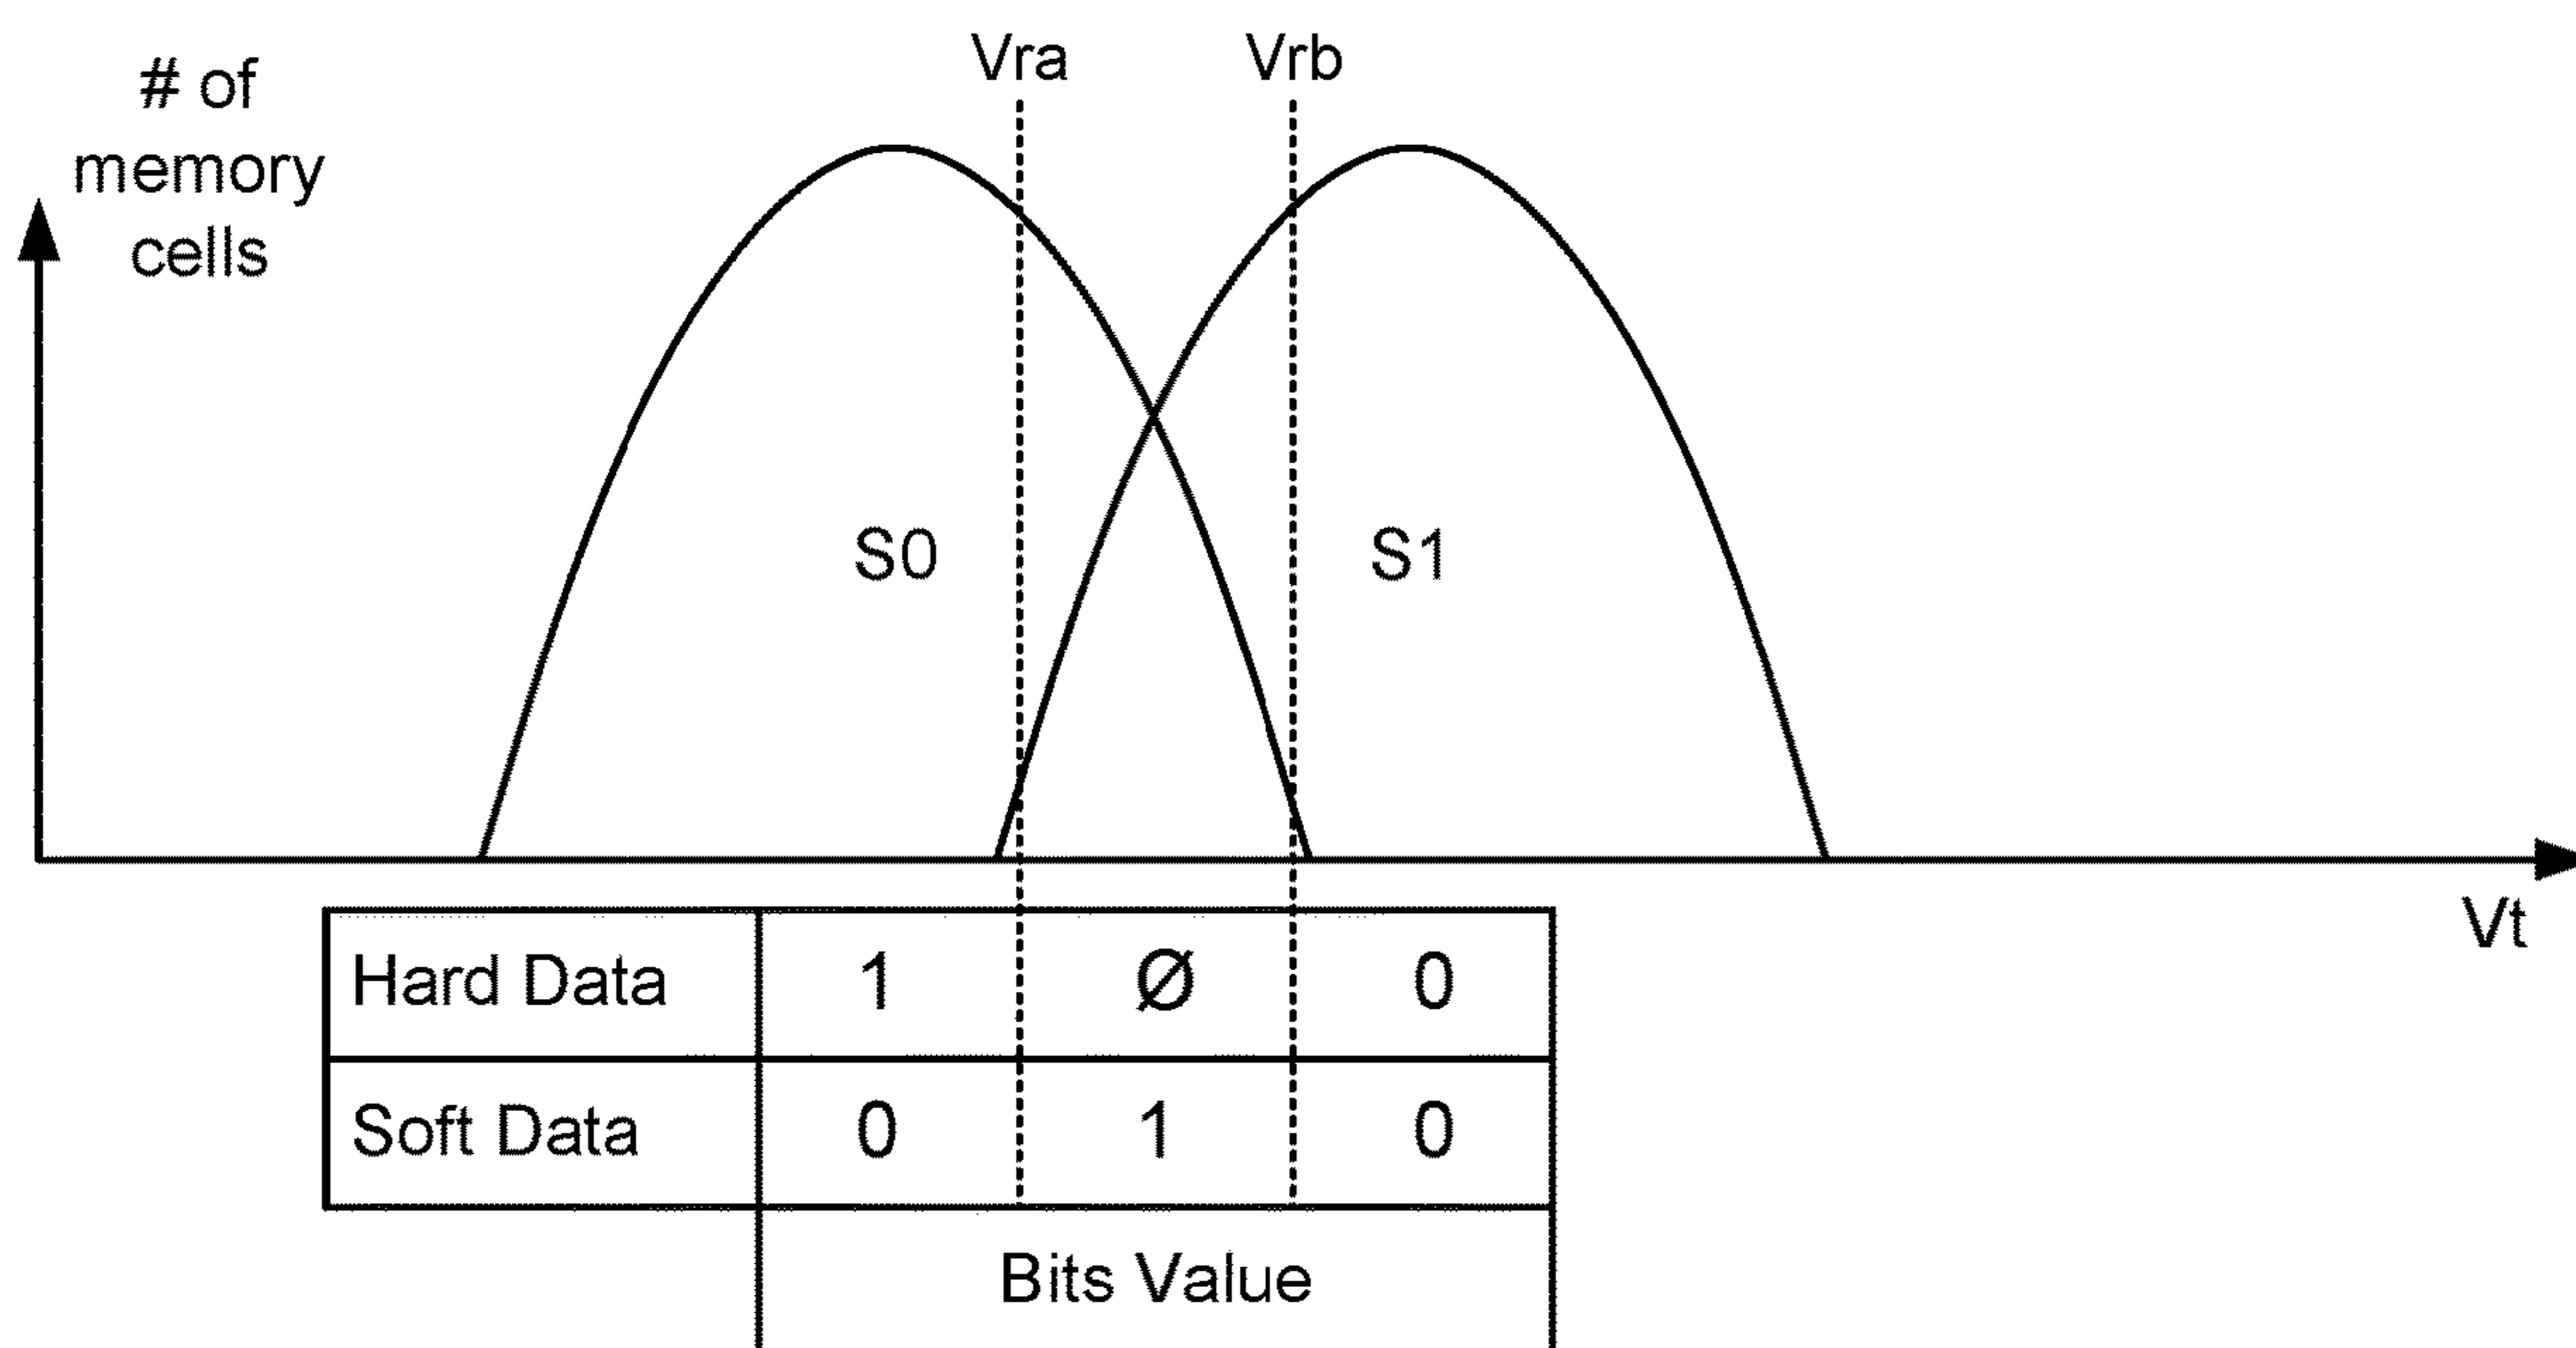 # of
memory
cells
Vra
Vrb
S0
S1
Vt
Hard Data 1 Ø 0
Soft Data 0 1 0
Bits Value